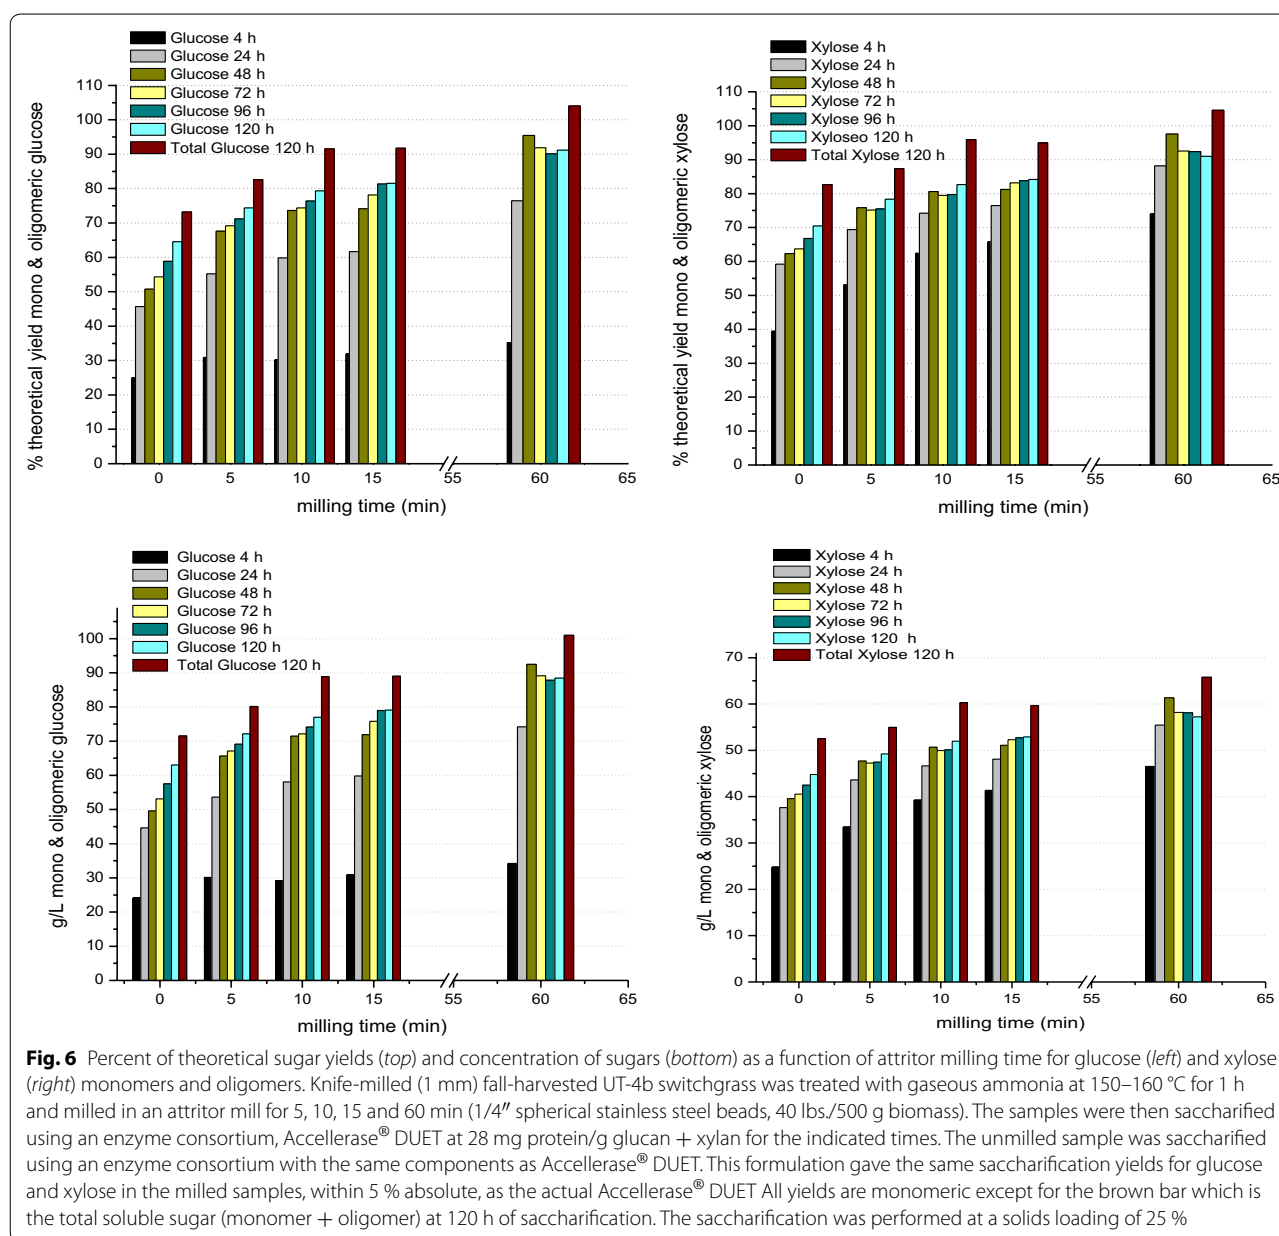 Glucose 4 h
Glucose 24 h
Glucose 48 h
Glucose 72 h
Glucose 96 h
Glucose 120 h
Total Glucose 120 h
110
100
90
80
70
60
50
40
30
20
10
0
% theoretical yield mono & oligomeric glucose
0 5 10 15 55 60 65
milling time (min)
Xylose 4 h
Xylose 24 h
Xylose 48 h
Xylose 72 h
Xylose 96 h
Xyloseo 120 h
Total Xylose 120 h
110
100
90
80
70
60
50
40
30
20
10
0
% theoretical yield mono & oligomeric xylose
0 5 10 15 55 60 65
milling time (min)
Glucose 4 h
Glucose 24 h
Glucose 48 h
Glucose 72 h
Glucose 96 h
Glucose 120 h
Total Glucose 120 h
100
90
80
70
60
50
40
30
20
10
0
g/L mono & oligomeric glucose
0 5 10 15 55 60 65
milling time (min)
Xylose 4 h
Xylose 24 h
Xylose 48 h
Xylose 72 h
Xylose 96 h
Xylose 120 h
Total Xylose 120 h
70
60
50
40
30
20
10
0
g/L mono & oligomeric xylose
0 5 10 15 55 60 65
milling time (min)
Fig. 6 Percent of theoretical sugar yields (top) and concentration of sugars (bottom) as a function of attritor milling time for glucose (left) and xylose
(right) monomers and oligomers. Knife-milled (1 mm) fall-harvested UT-4b switchgrass was treated with gaseous ammonia at 150–160 °C for 1 h
and milled in an attritor mill for 5, 10, 15 and 60 min (1/4″ spherical stainless steel beads, 40 lbs./500 g biomass). The samples were then saccharified
using an enzyme consortium, Accellerase® DUET at 28 mg protein/g glucan + xylan for the indicated times. The unmilled sample was saccharified
using an enzyme consortium with the same components as Accellerase® DUET. This formulation gave the same saccharification yields for glucose
and xylose in the milled samples, within 5 % absolute, as the actual Accellerase® DUET All yields are monomeric except for the brown bar which is
the total soluble sugar (monomer + oligomer) at 120 h of saccharification. The saccharification was performed at a solids loading of 25 %